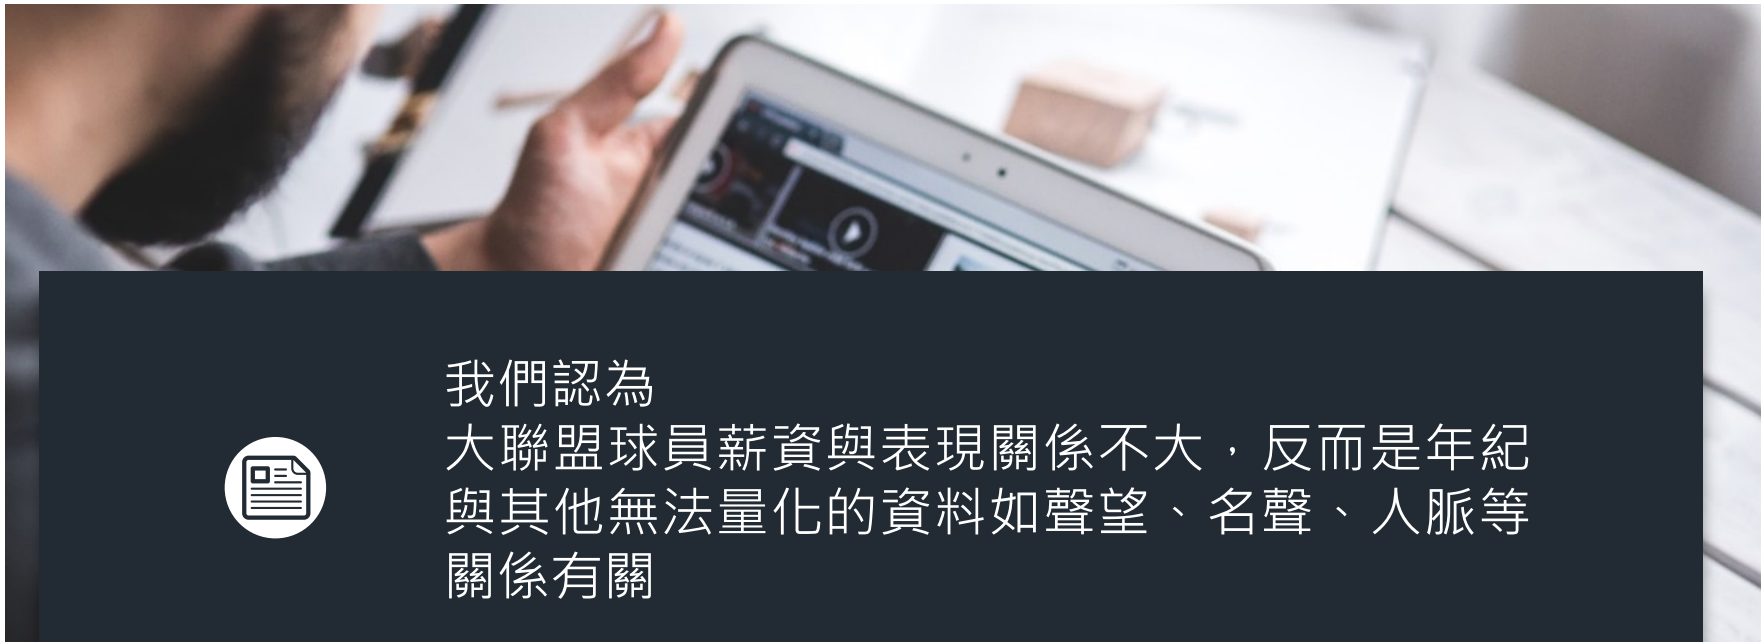 我們認為
大聯盟球員薪資與表現關係不大，反而是年紀
與其他無法量化的資料如聲望、名聲、人脈等
關係有關